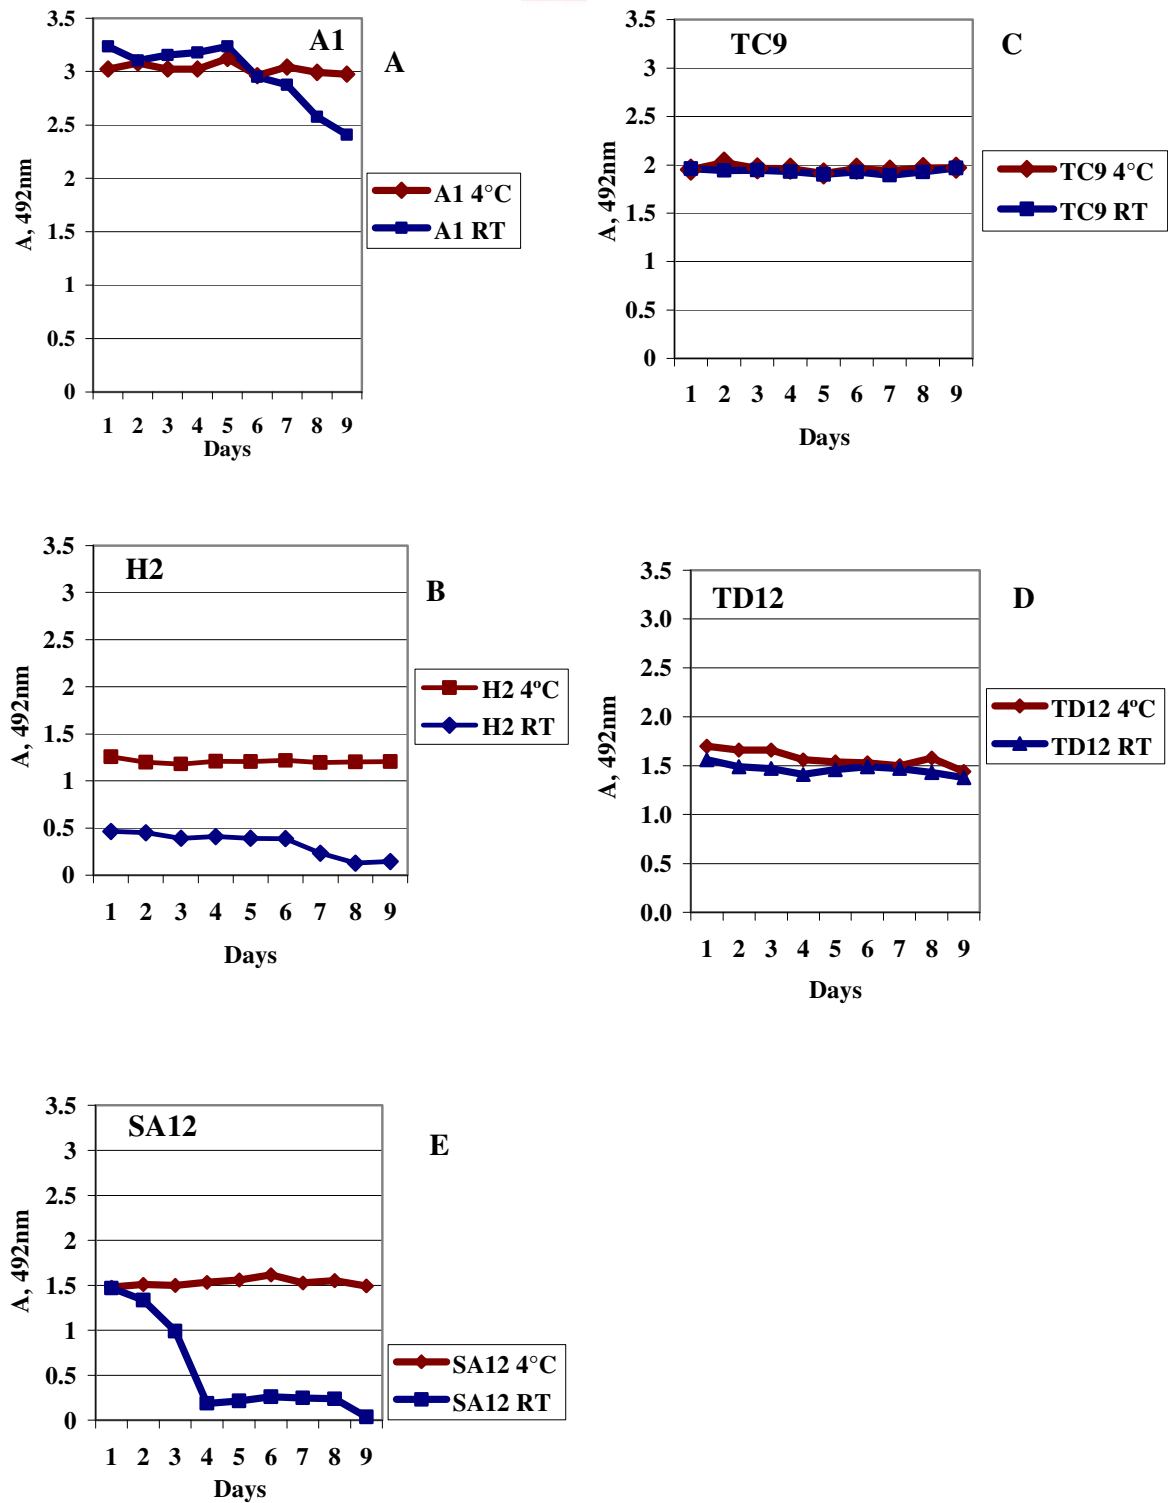 A1
A
3.5
3
2.5
2
1.5
1
0.5
0
A, 492nm
1 2 3 4 5 6 7 8 9
Days
A1 4°C
A1 RT
TC9
C
3.5
3
2.5
2
1.5
1
0.5
0
A, 492nm
1 2 3 4 5 6 7 8 9
Days
TC9 4°C
TC9 RT
H2
B
3.5
3
2.5
2
1.5
1
0.5
0
A, 492nm
1 2 3 4 5 6 7 8 9
Days
H2 4ºC
H2 RT
TD12
D
3.5
3.0
2.5
2.0
1.5
1.0
0.5
0.0
A, 492nm
1 2 3 4 5 6 7 8 9
Days
TD12 4ºC
TD12 RT
SA12
E
3.5
3
2.5
2
1.5
1
0.5
0
A, 492nm
1 2 3 4 5 6 7 8 9
Days
SA12 4°C
SA12 RT